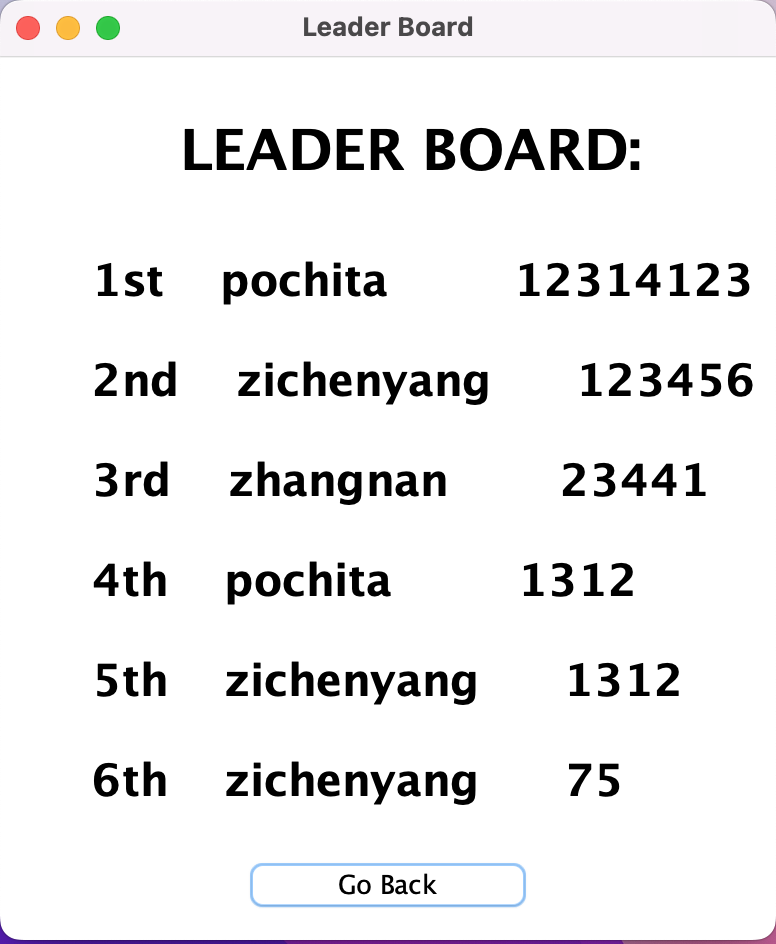 Leader Board
LEADER BOARD:
1st pochita 12314123
2nd zichenyang 123456
3rd zhangnan 23441
4th pochita 1312
5th zichenyang 1312
6th zichenyang 75
Go Back